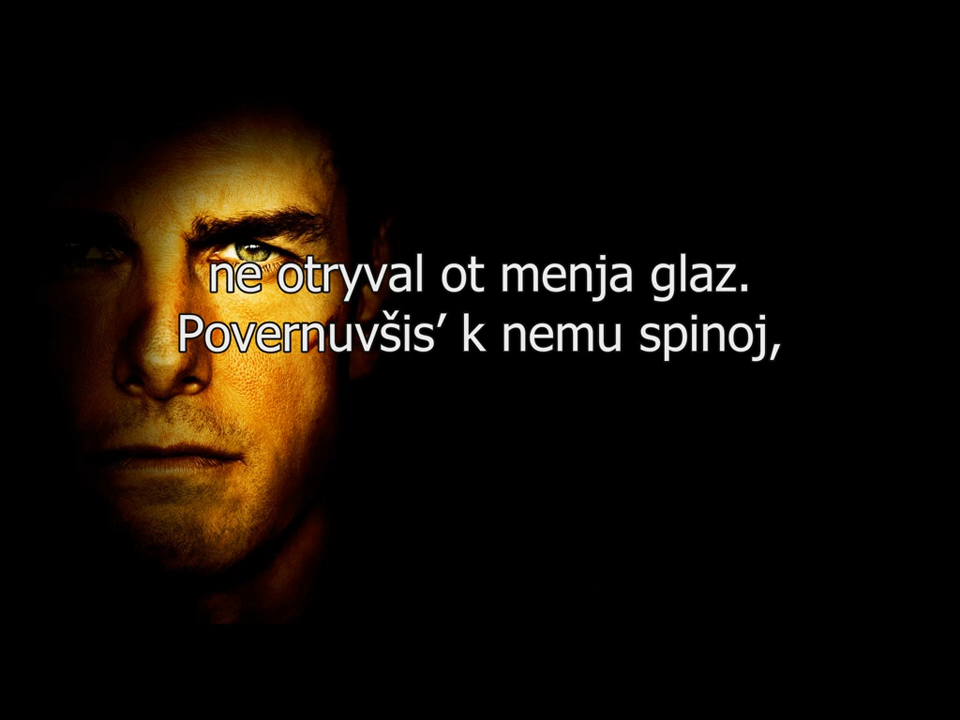 ne otryval ot menja glaz.
Povernuvšis’ k nemu spinoj,